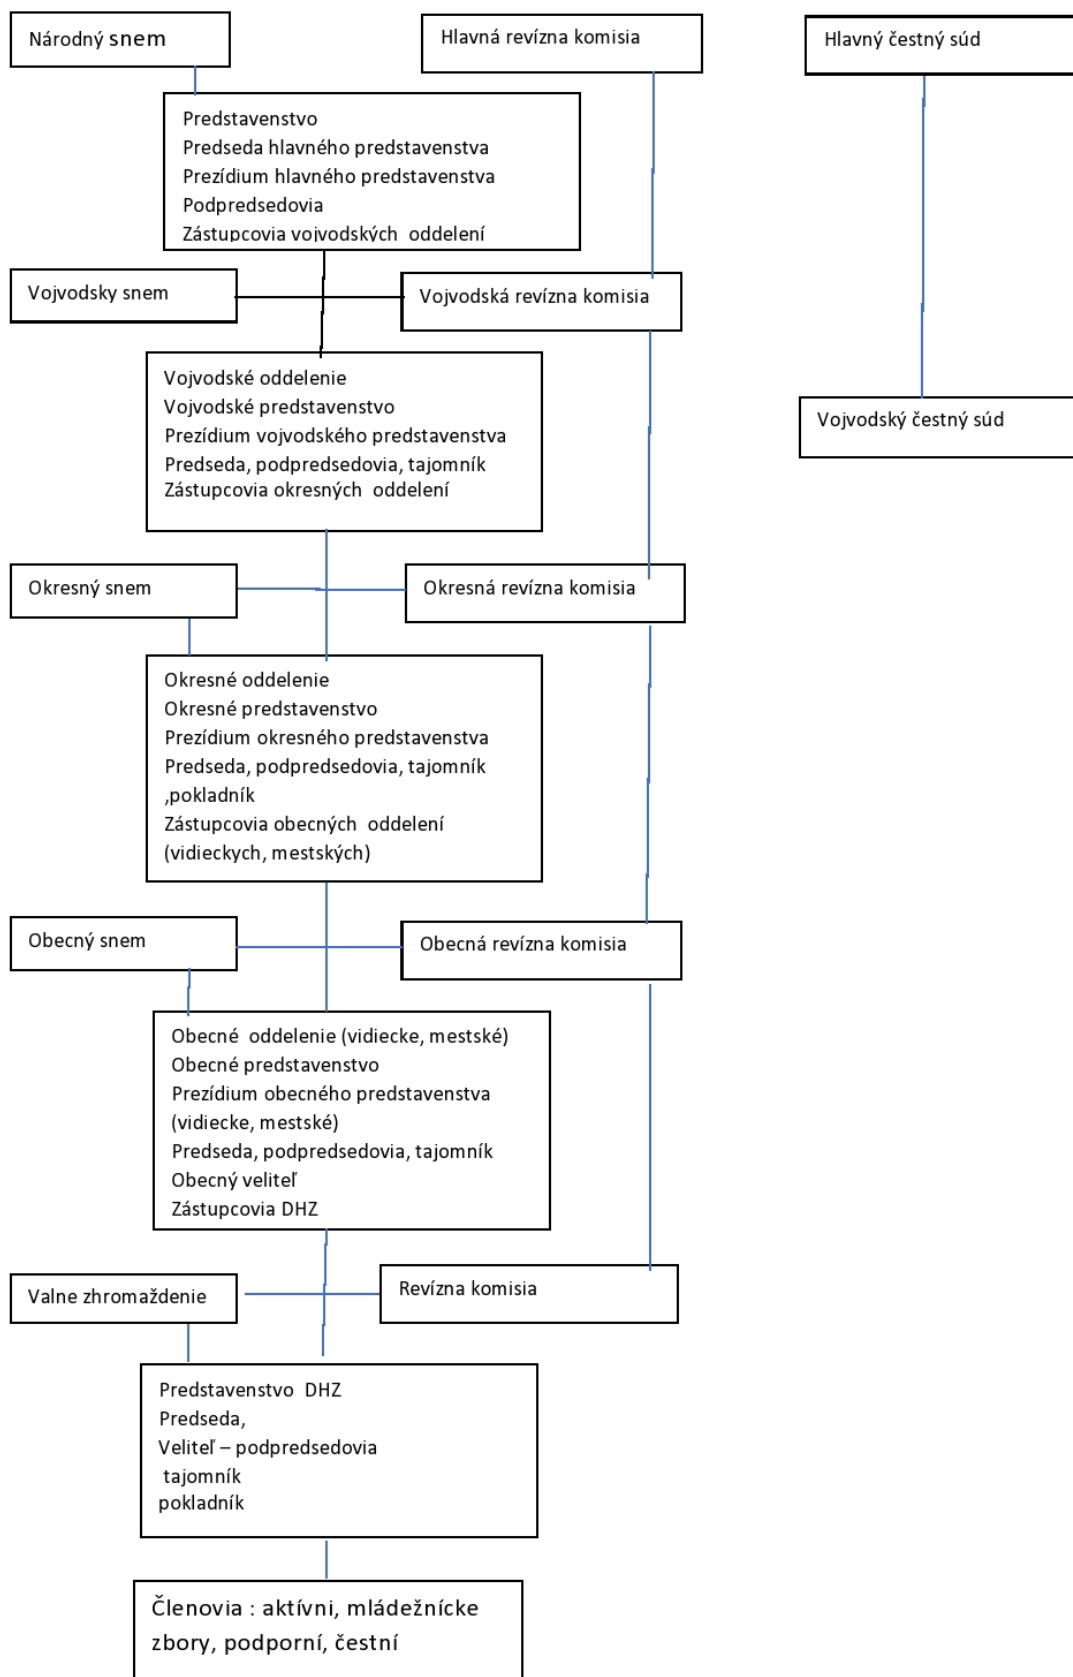 Národný snem
Hlavná revízna komisia
Hlavný čestný súd
Predstavenstvo
Predseda hlavného predstavenstva
Prezídium hlavného predstavenstva
Podpredsedovia
Zástupcovia vojvodských oddelení
Vojvodsky snem
Vojvodská revízna komisia
Vojvodské oddelenie
Vojvodské predstavenstvo
Prezídium vojvodského predstavenstva
Predseda, podpredsedovia, tajomník
Zástupcovia okresných oddelení
Vojvodský čestný súd
Okresný snem
Okresná revízna komisia
Okresné oddelenie
Okresné predstavenstvo
Prezídium okresného predstavenstva
Predseda, podpredsedovia, tajomník
,pokladník
Zástupcovia obecných oddelení
(vidieckych, mestských)
Obecný snem
Obecná revízna komisia
Obecné oddelenie (vidiecke, mestské)
Obecné predstavenstvo
Prezídium obecného predstavenstva
(vidiecke, mestské)
Predseda, podpredsedovia, tajomník
Obecný veliteľ
Zástupcovia DHZ
Valne zhromaždenie
Revízna komisia
Predstavenstvo DHZ
Predseda,
Veliteľ – podpredsedovia
tajomník
pokladník
Členovia : aktívni, mládežnícke
zbory, podporní, čestní